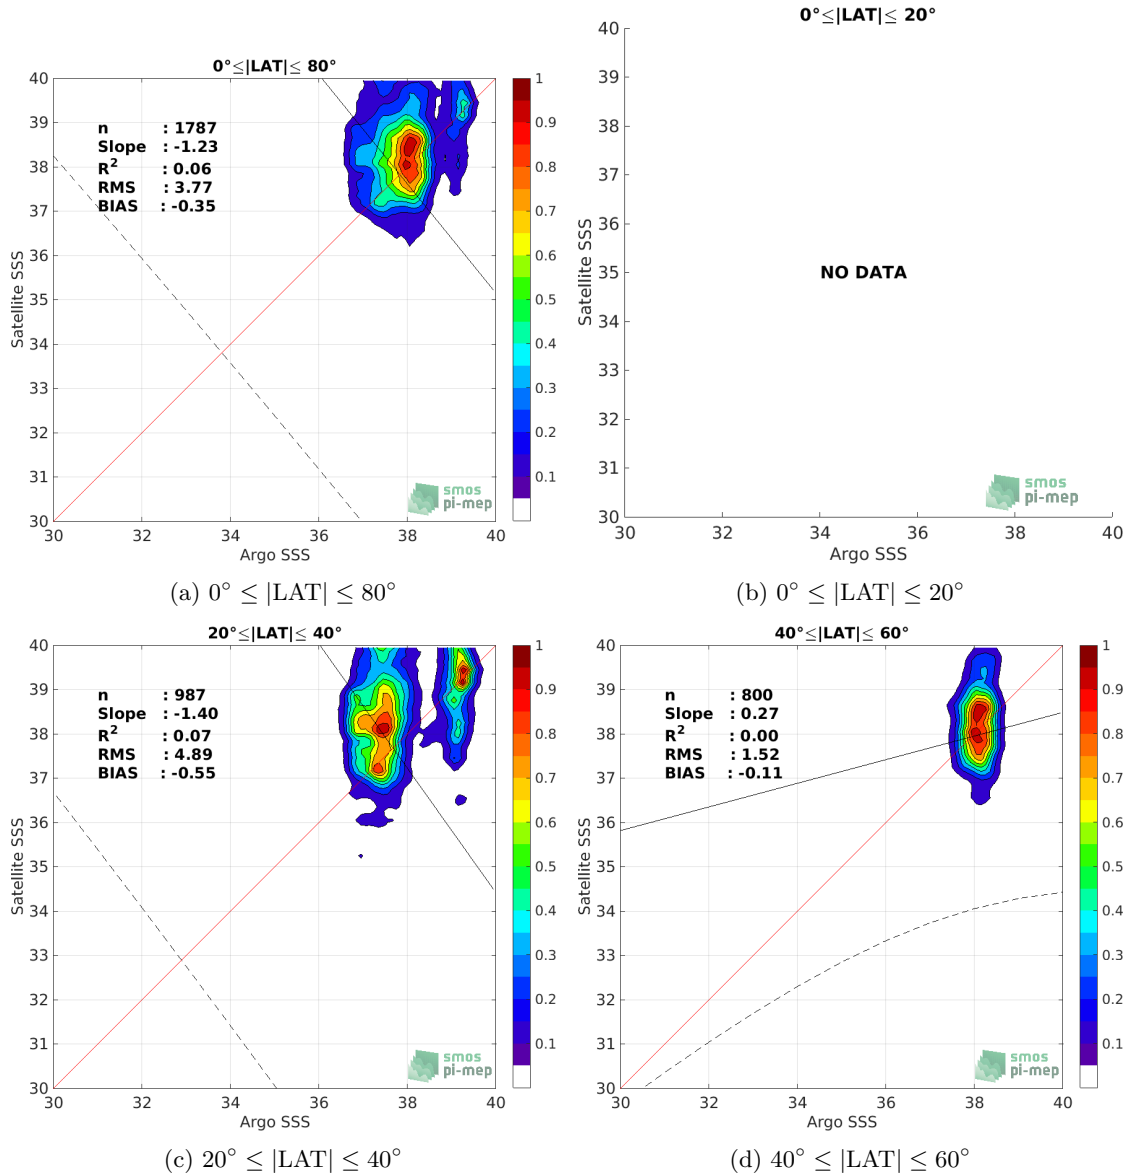 0°≤|LAT|≤ 80°
n : 1787
Slope : -1.23
R² : 0.06
RMS : 3.77
BIAS : -0.35
40
39
38
37
36
35
34
33
32
31
30
30 32 34 36 38 40
Satellite SSS
Argo SSS
1
0.9
0.8
0.7
0.6
0.5
0.4
0.3
0.2
0.1
smos
pi-mep
(a) 0° ≤ |LAT| ≤ 80°
0°≤|LAT|≤ 20°
40
39
38
37
36
35
34
33
32
31
30
30 32 34 36 38 40
Satellite SSS
Argo SSS
NO DATA
smos
pi-mep
(b) 0° ≤ |LAT| ≤ 20°
20°≤|LAT|≤ 40°
n : 987
Slope : -1.40
R² : 0.07
RMS : 4.89
BIAS : -0.55
40
39
38
37
36
35
34
33
32
31
30
30 32 34 36 38 40
Satellite SSS
Argo SSS
1
0.9
0.8
0.7
0.6
0.5
0.4
0.3
0.2
0.1
smos
pi-mep
(c) 20° ≤ |LAT| ≤ 40°
40°≤|LAT|≤ 60°
n : 800
Slope : 0.27
R² : 0.00
RMS : 1.52
BIAS : -0.11
40
39
38
37
36
35
34
33
32
31
30
30 32 34 36 38 40
Satellite SSS
Argo SSS
1
0.9
0.8
0.7
0.6
0.5
0.4
0.3
0.2
0.1
smos
pi-mep
(d) 40° ≤ |LAT| ≤ 60°